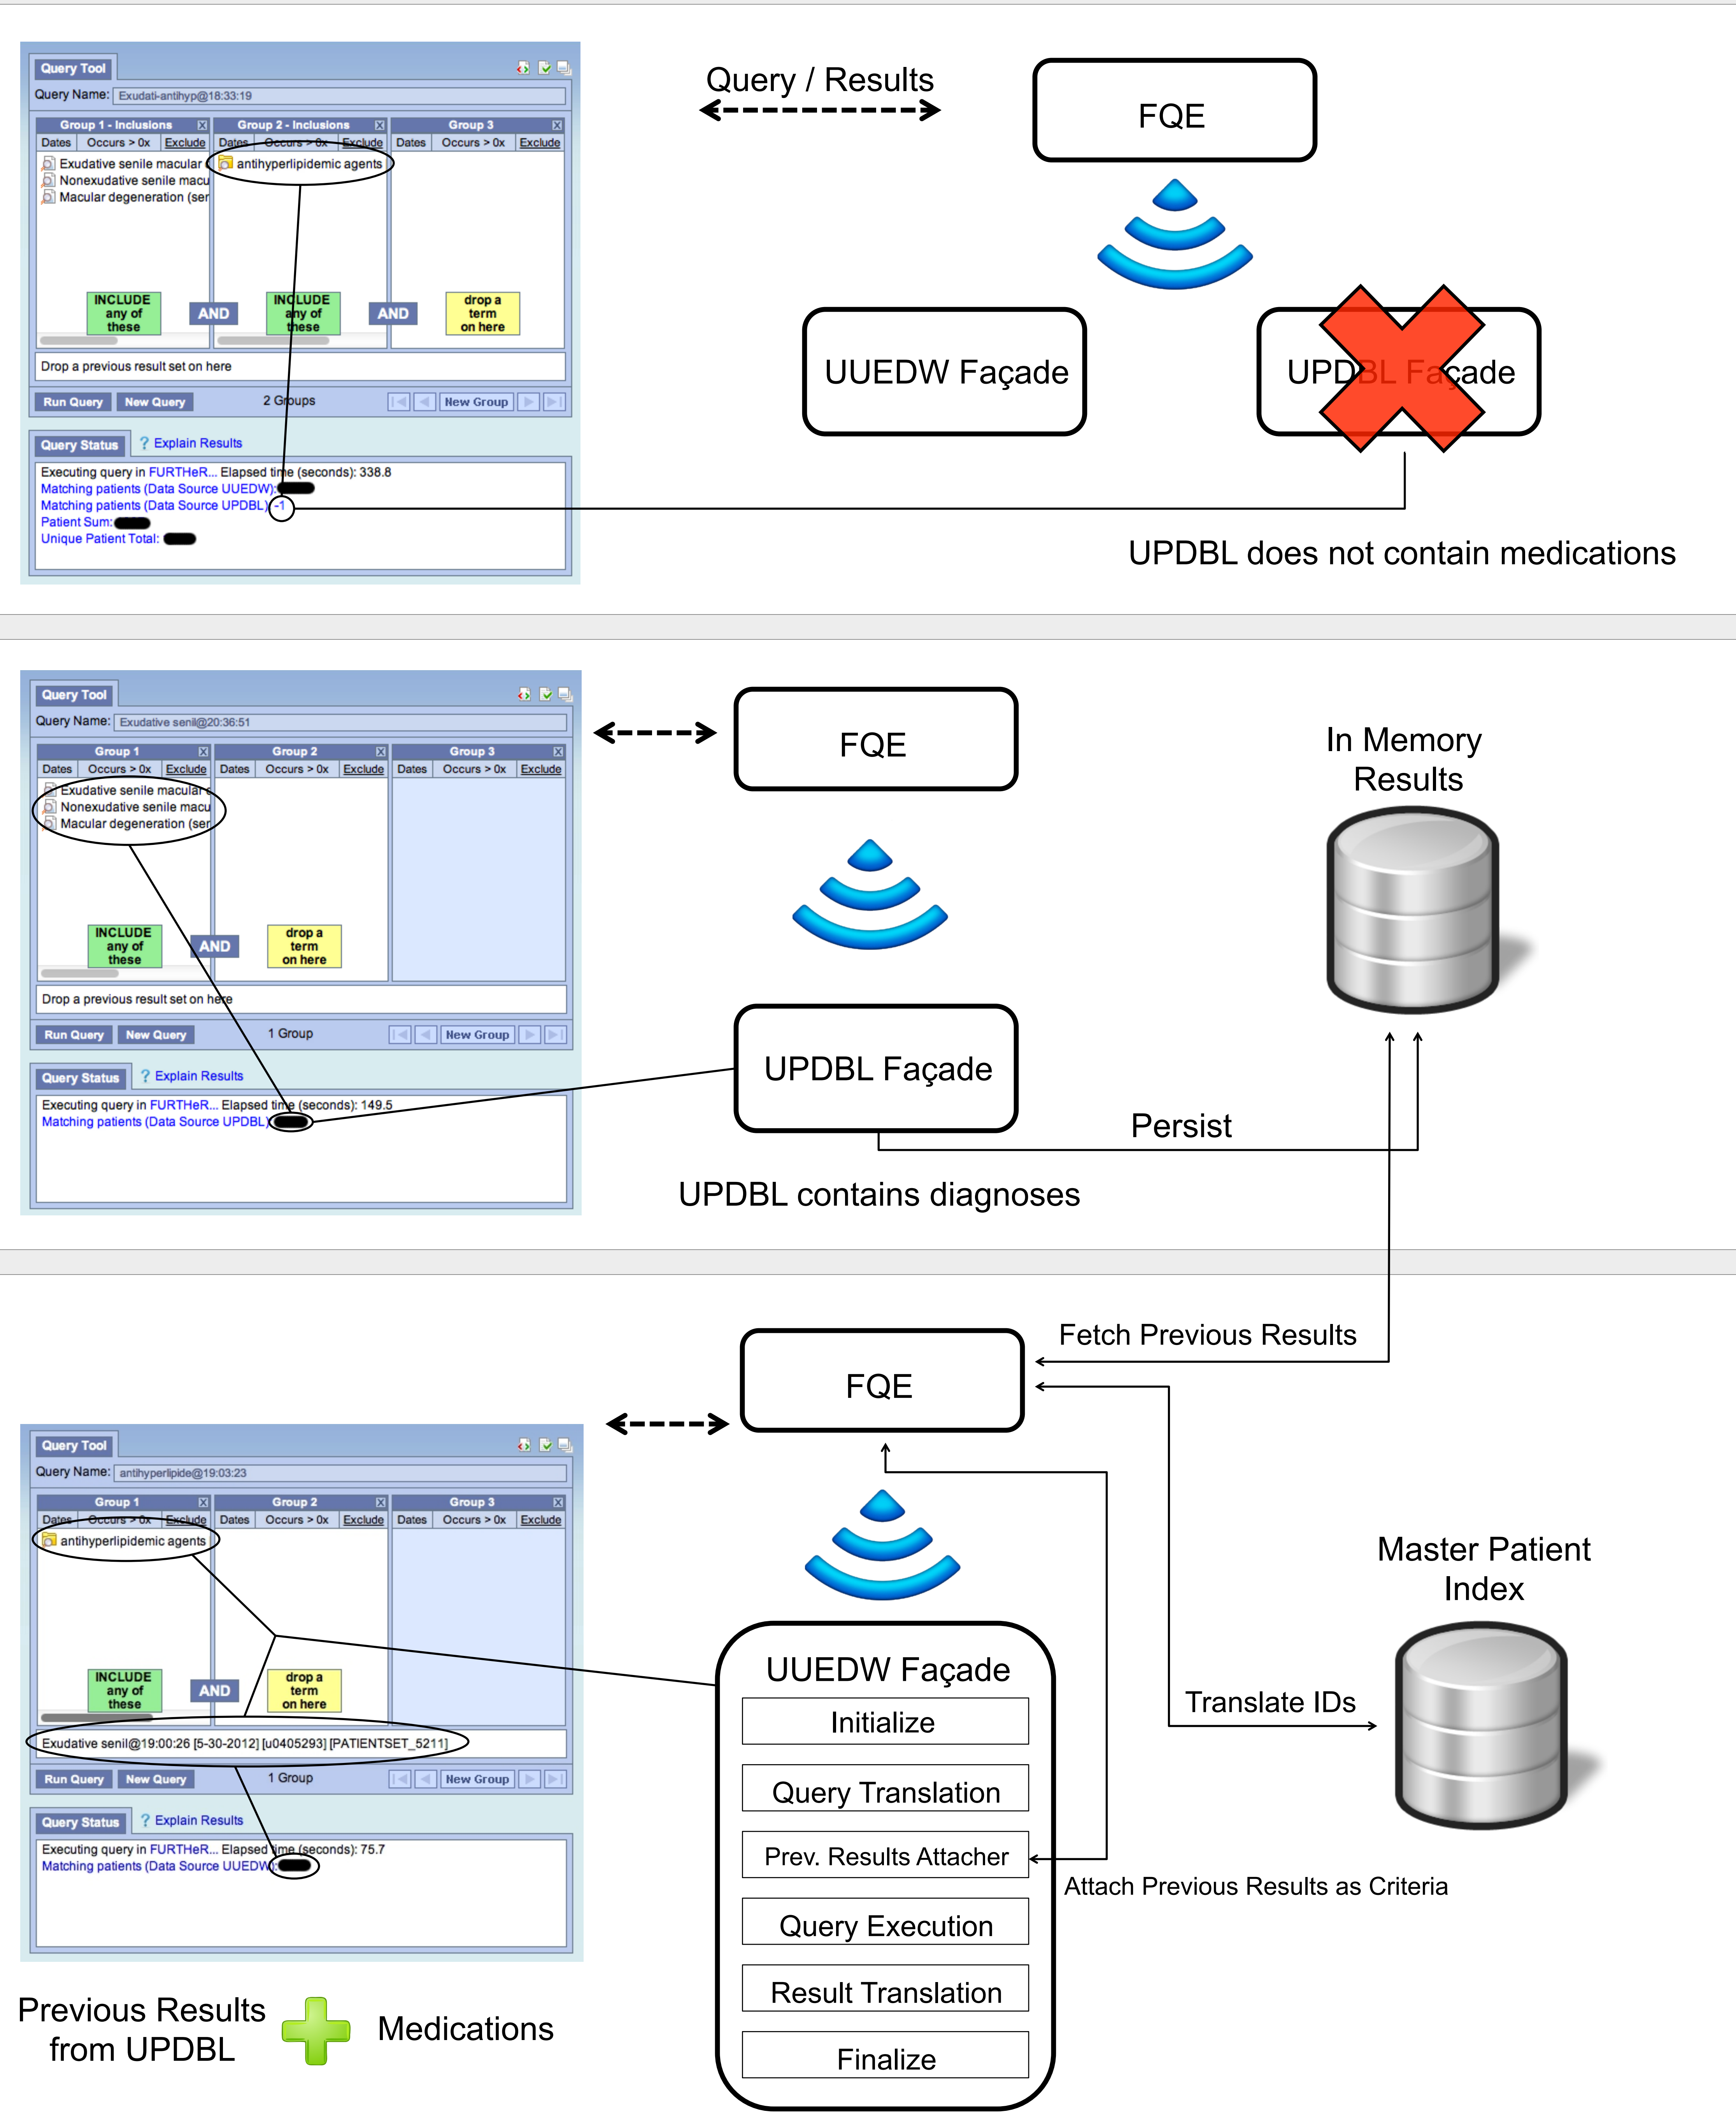 Query Tool
Query Name: Exudati-antihyp@18:33:19
Group 1 - Inclusions X Group 2 - Inclusions X Group 3 X
Dates Occurs > 0x Exclude Dates Occurs > 0x Exclude Dates Occurs > 0x Exclude
Exudative senile macular antihyperlipidemic agents
Nonexudative senile macu
Macular degeneration (ser
INCLUDE any of these AND INCLUDE any of these AND drop a term on here
Drop a previous result set on here
Run Query New Query 2 Groups New Group
Query Status ? Explain Results
Executing query in FURTHeR... Elapsed time (seconds): 338.8
Matching patients (Data Source UUEDW):
Matching patients (Data Source UPDBL) -1
Patient Sum:
Unique Patient Total:
Query / Results
FQE
UUEDW Façade
UPDBL Façade
UPDBL does not contain medications
Query Tool
Query Name: Exudative senil@20:36:51
Group 1 X Group 2 X Group 3 X
Dates Occurs > 0x Exclude Dates Occurs > 0x Exclude Dates Occurs > 0x Exclude
Exudative senile macular
Nonexudative senile macu
Macular degeneration (ser
INCLUDE any of these AND drop a term on here
Drop a previous result set on here
Run Query New Query 1 Group New Group
Query Status ? Explain Results
Executing query in FURTHeR... Elapsed time (seconds): 149.5
Matching patients (Data Source UPDBL)
FQE
UPDBL Façade
UPDBL contains diagnoses
In Memory
Results
Persist
Fetch Previous Results
Query Tool
Query Name: antihyperlipide@19:03:23
Group 1 X Group 2 X Group 3 X
Dates Occurs > 0x Exclude Dates Occurs > 0x Exclude Dates Occurs > 0x Exclude
antihyperlipidemic agents
INCLUDE any of these AND drop a term on here
Exudative senil@19:00:26 [5-30-2012] [u0405293] [PATIENTSET_5211]
Run Query New Query 1 Group New Group
Query Status ? Explain Results
Executing query in FURTHeR... Elapsed time (seconds): 75.7
Matching patients (Data Source UUEDW):
Previous Results
from UPDBL
Medications
FQE
UUEDW Façade
Initialize
Query Translation
Prev. Results Attacher
Query Execution
Result Translation
Finalize
Attach Previous Results as Criteria
Translate IDs
Master Patient
Index